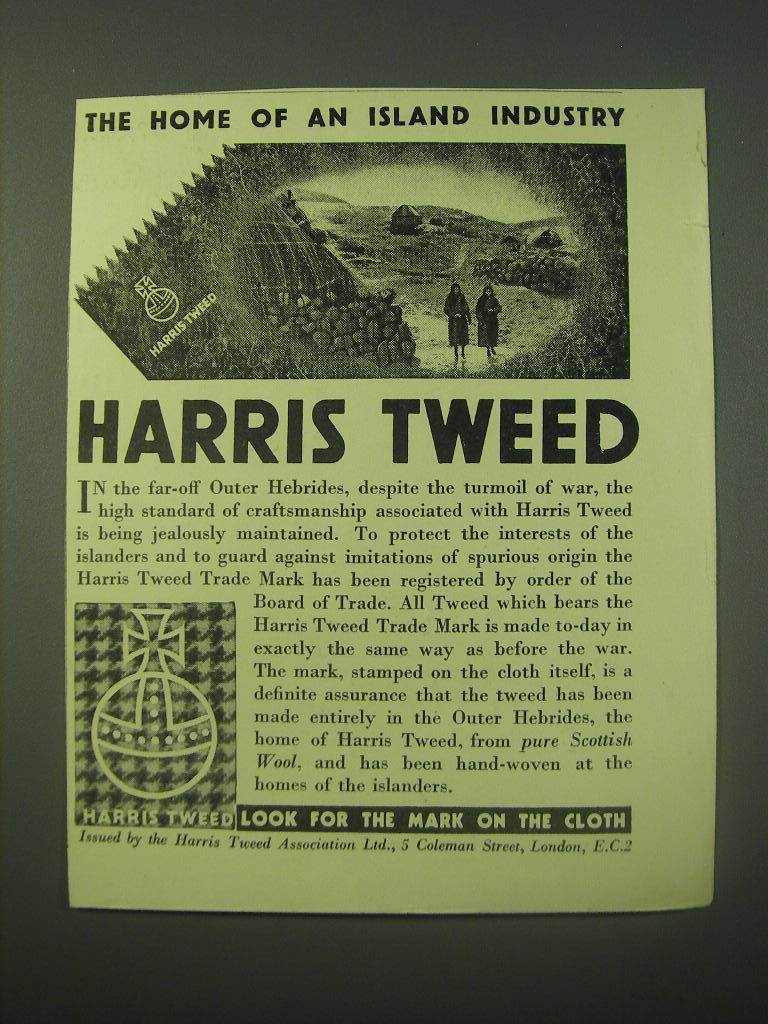 THE HOME OF AN ISLAND INDUSTRY
HARRIS TWEED
HARRIS TWEED
IN the far-off Outer Hebrides, despite the turmoil of war, the
high standard of craftsmanship associated with Harris Tweed
is being jealously maintained. To protect the interests of the
islanders and to guard against imitations of spurious origin the
Harris Tweed Trade Mark has been registered by order of the
Board of Trade. All Tweed which bears the
Harris Tweed Trade Mark is made to-day in
exactly the same way as before the war.
The mark, stamped on the cloth itself, is a
definite assurance that the tweed has been
made entirely in the Outer Hebrides, the
home of Harris Tweed, from pure Scottish
Wool, and has been hand-woven at the
homes of the islanders.
HARRIS TWEED LOOK FOR THE MARK ON THE CLOTH
Issued by the Harris Tweed Association Ltd., 5 Coleman Street, London, E.C.2